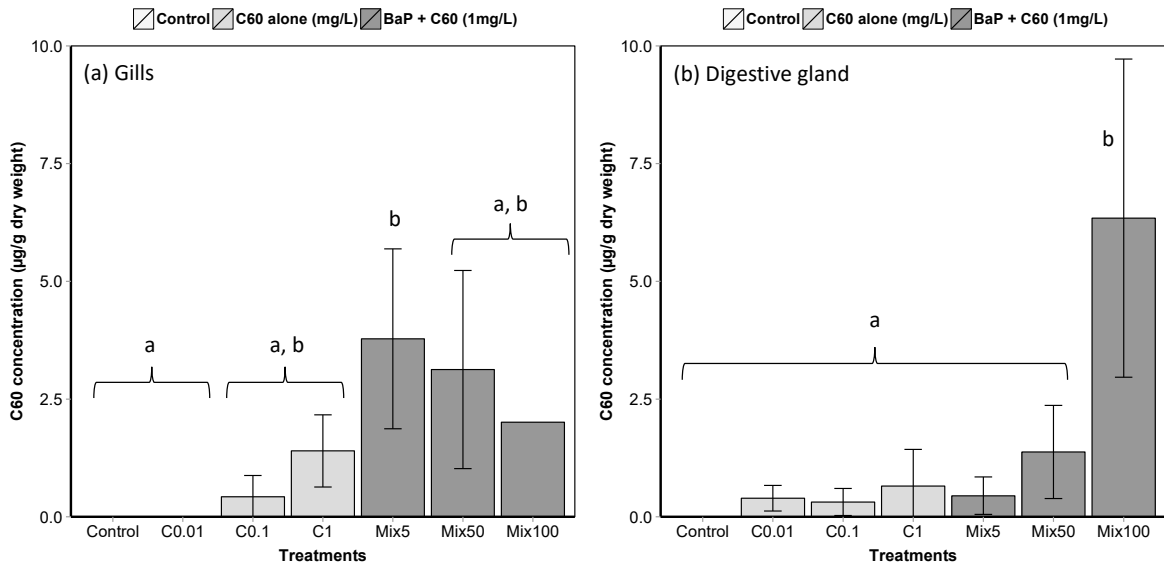 Control C60 alone (mg/L) BaP + C60 (1mg/L)
(a) Gills
C60 concentration (µg/g dry weight)
10.0
7.5
5.0
2.5
0.0
a
a, b
b
a, b
Control C0.01 C0.1 C1 Mix5 Mix50 Mix100
Treatments
Control C60 alone (mg/L) BaP + C60 (1mg/L)
(b) Digestive gland
C60 concentration (µg/g dry weight)
10.0
7.5
5.0
2.5
0.0
a
b
Control C0.01 C0.1 C1 Mix5 Mix50 Mix100
Treatments